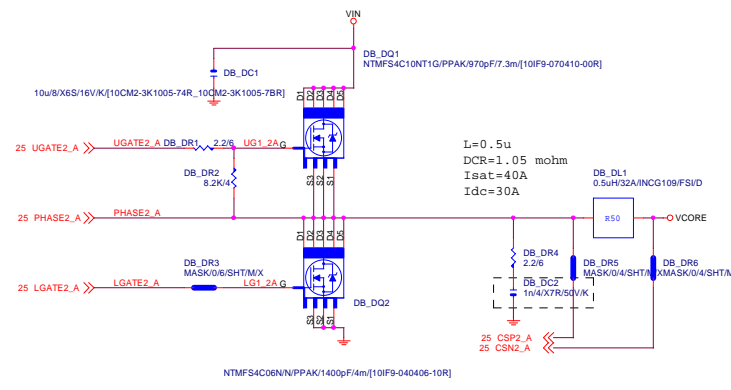 VIN
DB_DQ1
NTMFS4C10NT1G/PPAK/970pF/7.3m/[10IF9-070410-00R]
DB_DC1
10u/8/X6S/16V/K/[10CM2-3K1005-74R_10CM2-3K1005-7BR]
D1 D2 D3 D4 D5
25 UGATE2_A UGATE2_A DB_DR1 2.2/6 UG1_2A G
S3 S2 S1
DB_DR2
8.2K/4
L=0.5u
DCR=1.05 mohm
Isat=40A
Idc=30A
DB_DL1
0.5uH/32A/INCG109/FSI/D
25 PHASE2_A PHASE2_A
R50
VCORE
D1 D2 D3 D4 D5
DB_DR3
MASK/0/6/SHT/M/X
25 LGATE2_A LGATE2_A LG1_2A G
S3 S2 S1
DB_DQ2
DB_DR4
2.2/6
DB_DC2
1n/4/X7R/50V/K
DB_DR5
MASK/0/4/SHT/M/X
DB_DR6
MASK/0/4/SHT/M
25 CSP2_A
25 CSN2_A
NTMFS4C06N/N/PPAK/1400pF/4m/[10IF9-040406-10R]